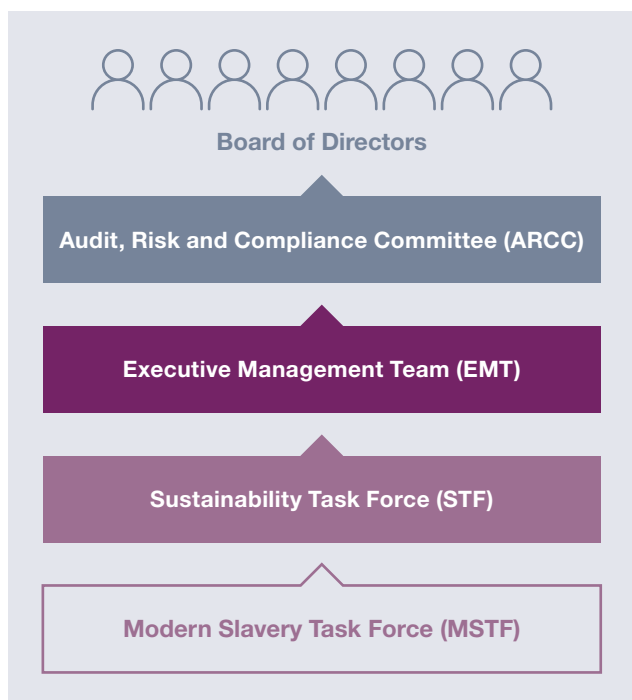 Board of Directors
Audit, Risk and Compliance Committee (ARCC)
Executive Management Team (EMT)
Sustainability Task Force (STF)
Modern Slavery Task Force (MSTF)